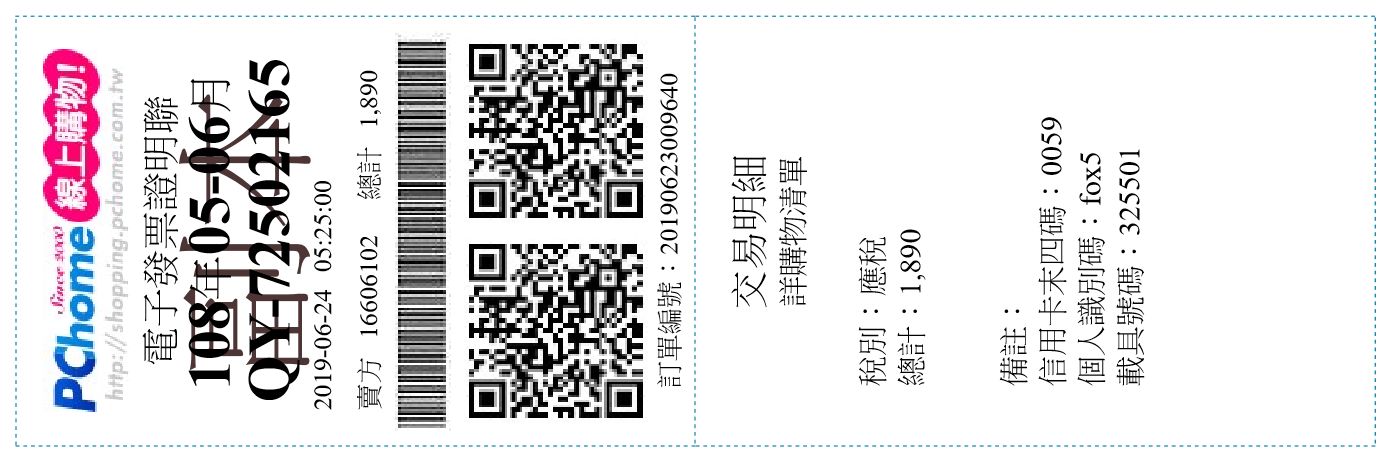 Since 2000
PChome 線上購物!
http://shopping.pchome.com.tw
電子發票證明聯
副本
108年05-06月
QY-72502165
2019-06-24 05:25:00
賣方 16606102 總計 1,890
訂單編號：20190623009640
交易明細
詳購物清單
稅別：應稅
總計：1,890
備註：
信用卡末四碼：0059
個人識別碼：fox5
載具號碼：325501